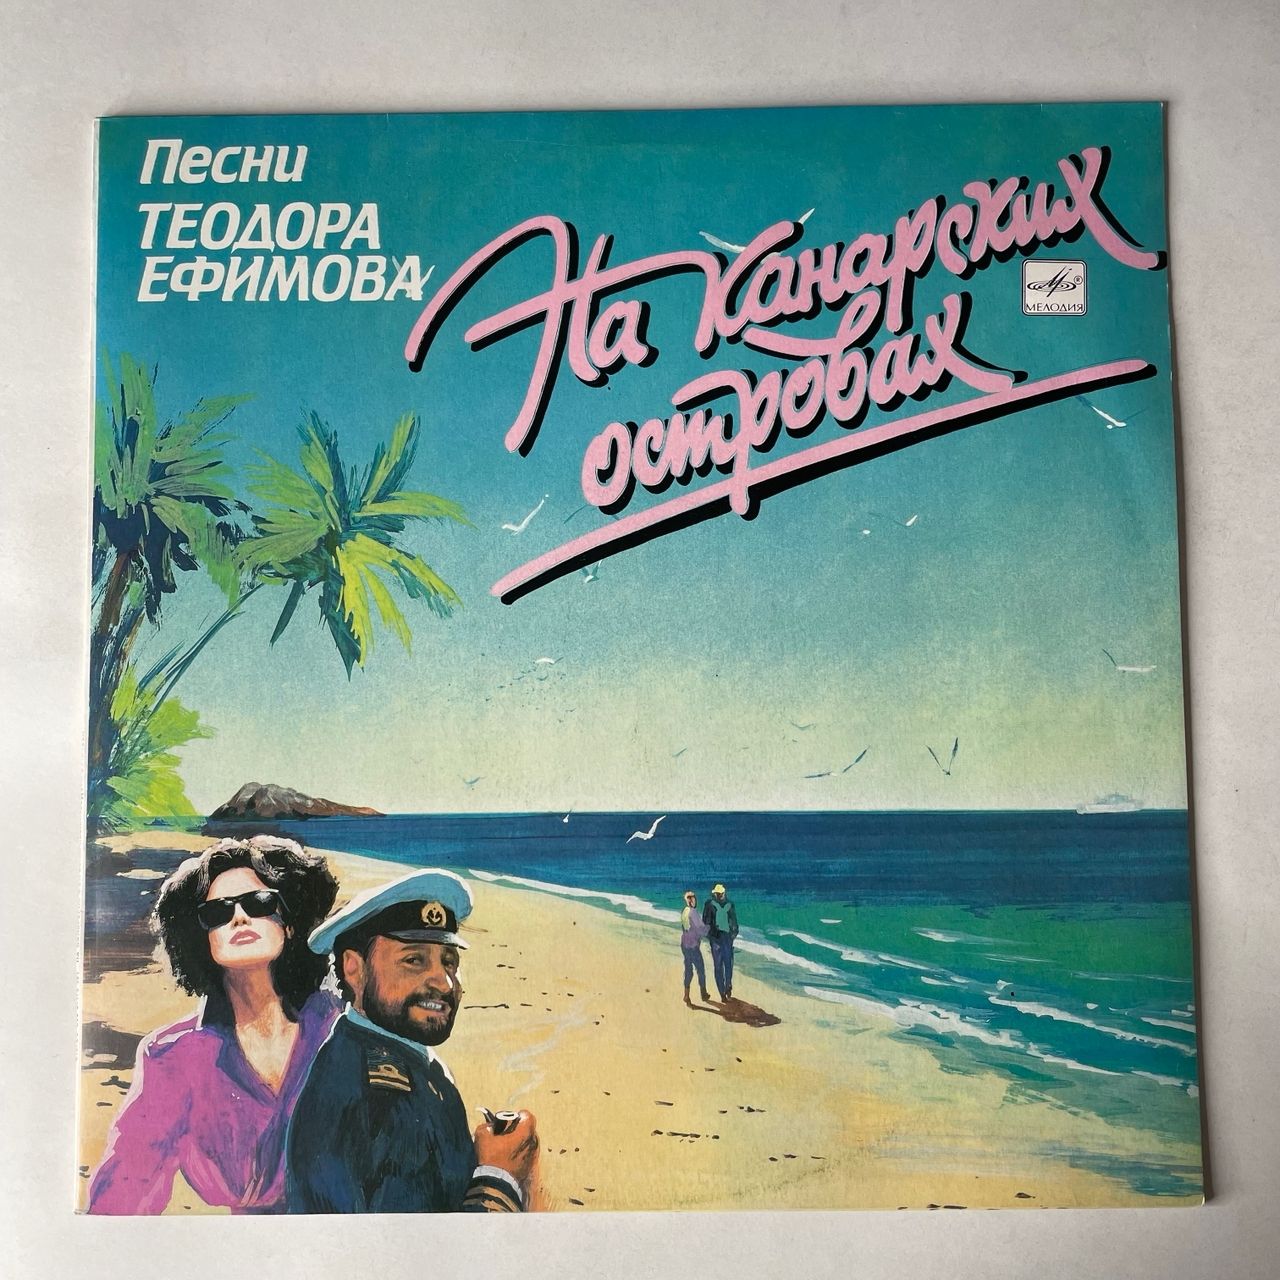 Песни
ТЕОДОРА
ЕФИМОВА
На Канарских
островах
МЕЛОДИЯ